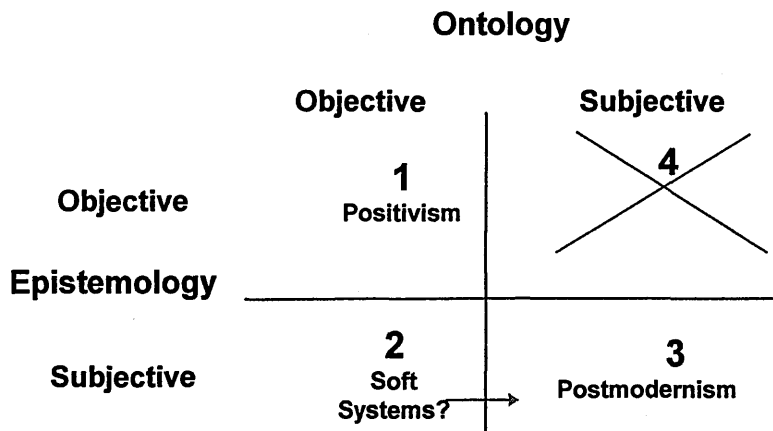 Ontology
Objective
Subjective
1
4
Positivism
Objective
Epistemology
2
3
Subjective
Soft
Postmodernism
Systems?